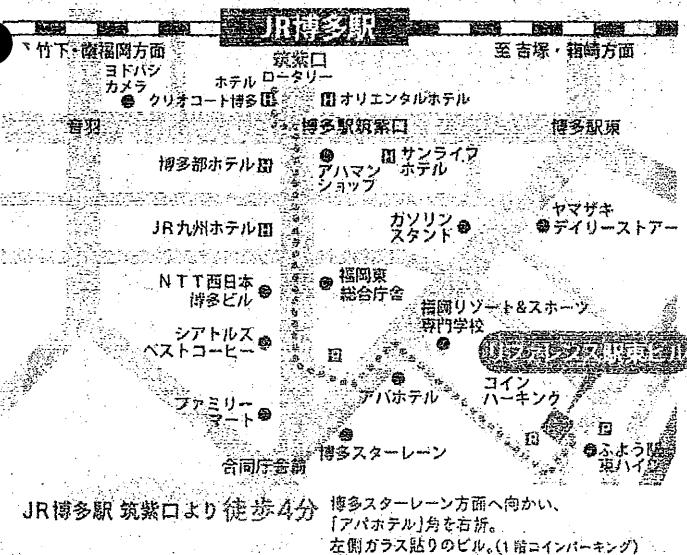 JR博多駅
竹下・南福岡方面
筑紫口
至 吉塚・箱崎方面
ヨドバシ
カメラ
ホテル
クリオコート博多 H
ロータリー
H オリエンタルホテル
音羽
博多駅筑紫口
博多駅東
博多都ホテル H
アパマン
ショップ
H サンライフ
ホテル
JR九州ホテル H
ガソリン
スタンド
ヤマザキ
デイリーストアー
NTT西日本
博多ビル
福岡東
総合庁舎
福岡リゾート&スポーツ
専門学校
シアトルズ
ベストコーヒー
P
リファレンス駅東ビル
アパホテル
コイン
パーキング
ファミリー
マート
P
P
博多スターレーン
ふよう
合同庁舎前
JR博多駅 筑紫口より 徒歩4分
博多スターレーン方面へ向かい、
「アパホテル」角を右折。
左側ガラス貼りのビル。(1階コインパーキング)